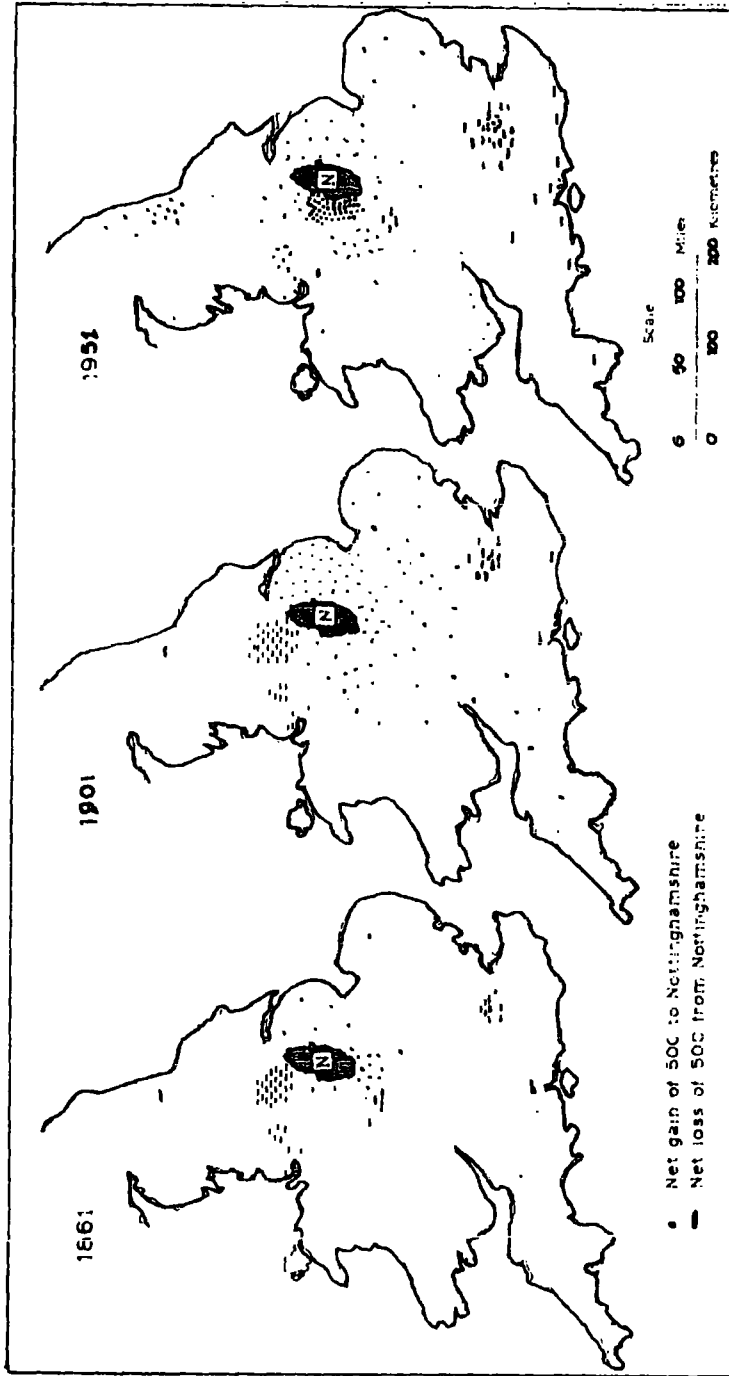 1861
1901
1951
N
N
N
• Net gain of 500 to Nottinghamshire
– Net loss of 500 from Nottinghamshire
Scale
0 50 100 Miles
0 100 200 Kilometres